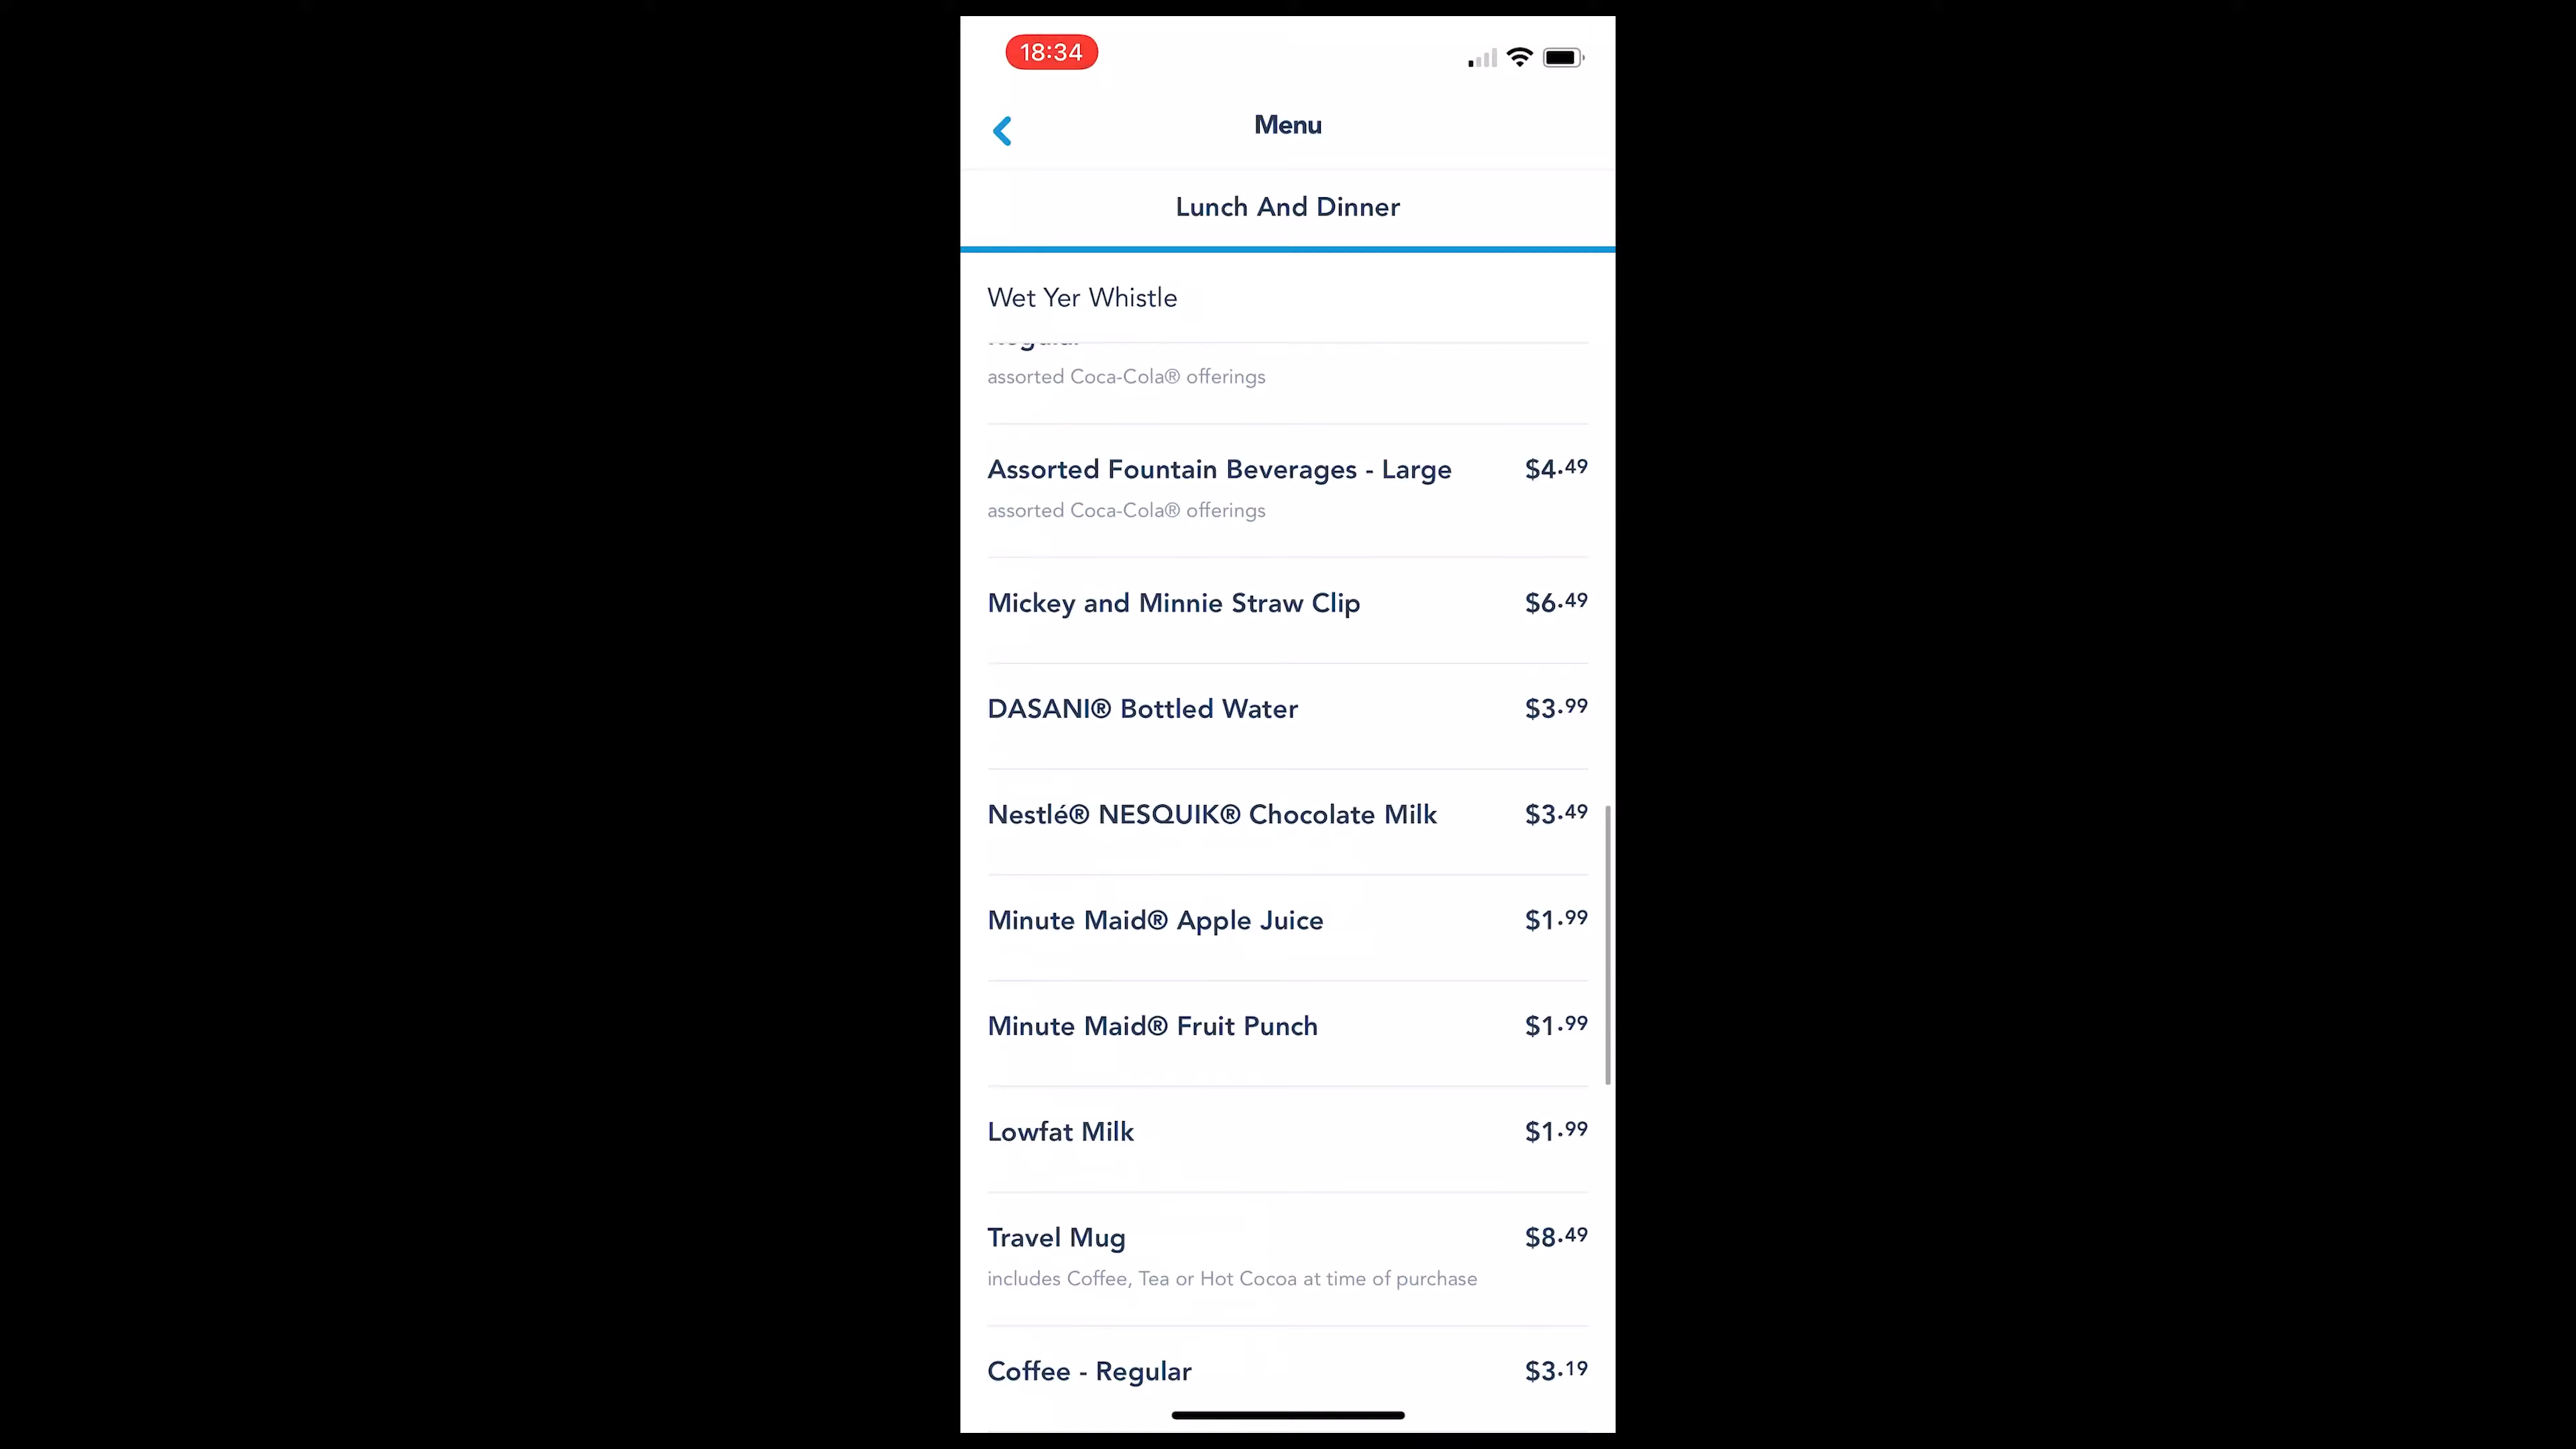 18:34
Menu
Lunch And Dinner
Wet Yer Whistle
Regular
assorted Coca-Cola® offerings
Assorted Fountain Beverages - Large $4.49
assorted Coca-Cola® offerings
Mickey and Minnie Straw Clip $6.49
DASANI® Bottled Water $3.99
Nestlé® NESQUIK® Chocolate Milk $3.49
Minute Maid® Apple Juice $1.99
Minute Maid® Fruit Punch $1.99
Lowfat Milk $1.99
Travel Mug $8.49
includes Coffee, Tea or Hot Cocoa at time of purchase
Coffee - Regular $3.19